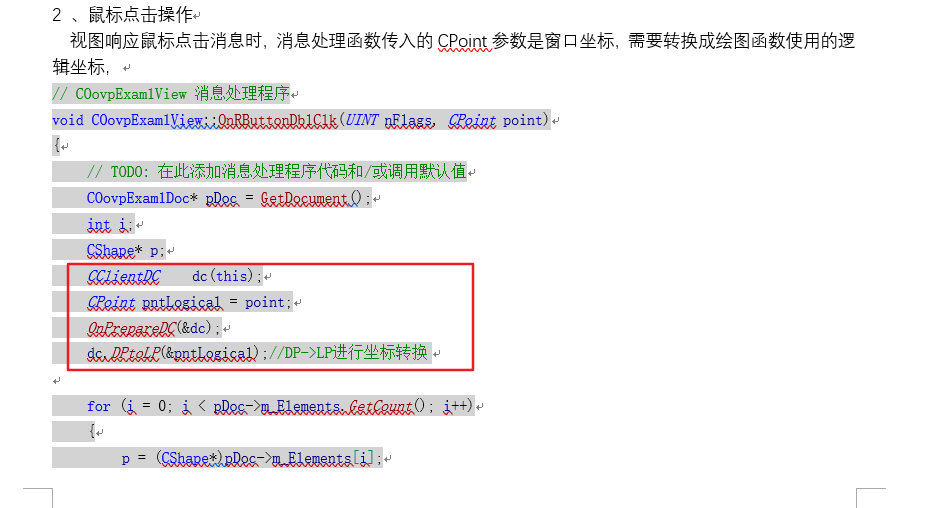 2 、鼠标点击操作
视图响应鼠标点击消息时，消息处理函数传入的 CPoint 参数是窗口坐标，需要转换成绘图函数使用的逻
辑坐标，
// COovpExam1View 消息处理程序
void COovpExam1View::OnRButtonDblClk(UINT nFlags, CPoint point)
{
// TODO: 在此添加消息处理程序代码和/或调用默认值
COovpExam1Doc* pDoc = GetDocument();
int i;
CShape* p;
CClientDC    dc(this);
CPoint pntLogical = point;
OnPrepareDC(&dc);
dc.DPtoLP(&pntLogical);//DP->LP进行坐标转换
for (i = 0; i < pDoc->m_Elements.GetCount(); i++)
{
p = (CShape*)pDoc->m_Elements[i];